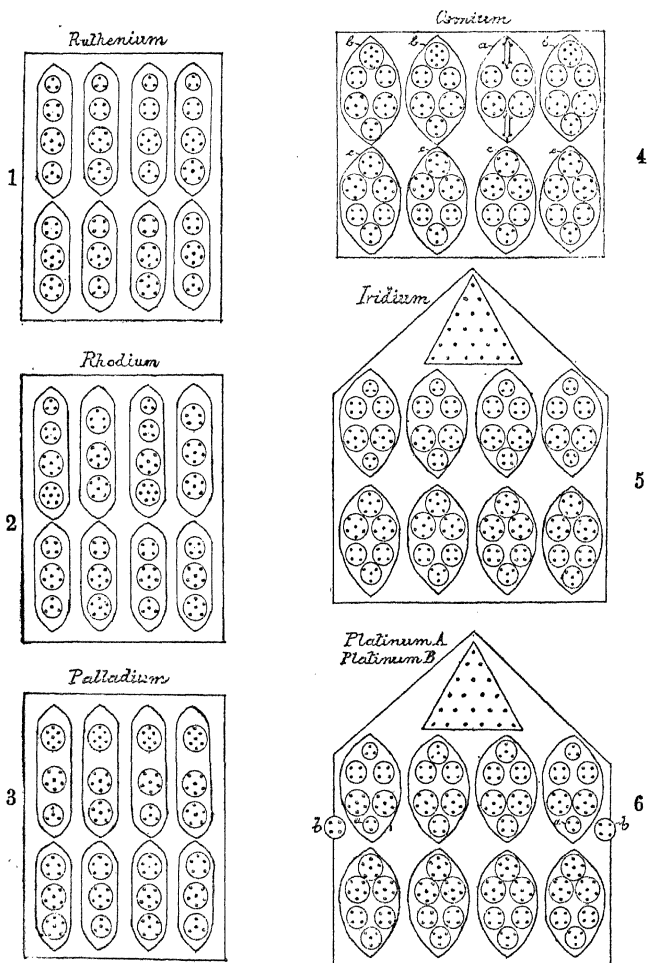 Ruthenium
1
Rhodium
2
Palladium
3
Osmium
b b a b
c c c c
4
Iridium
5
Platinum A
Platinum B
6
a a
b b